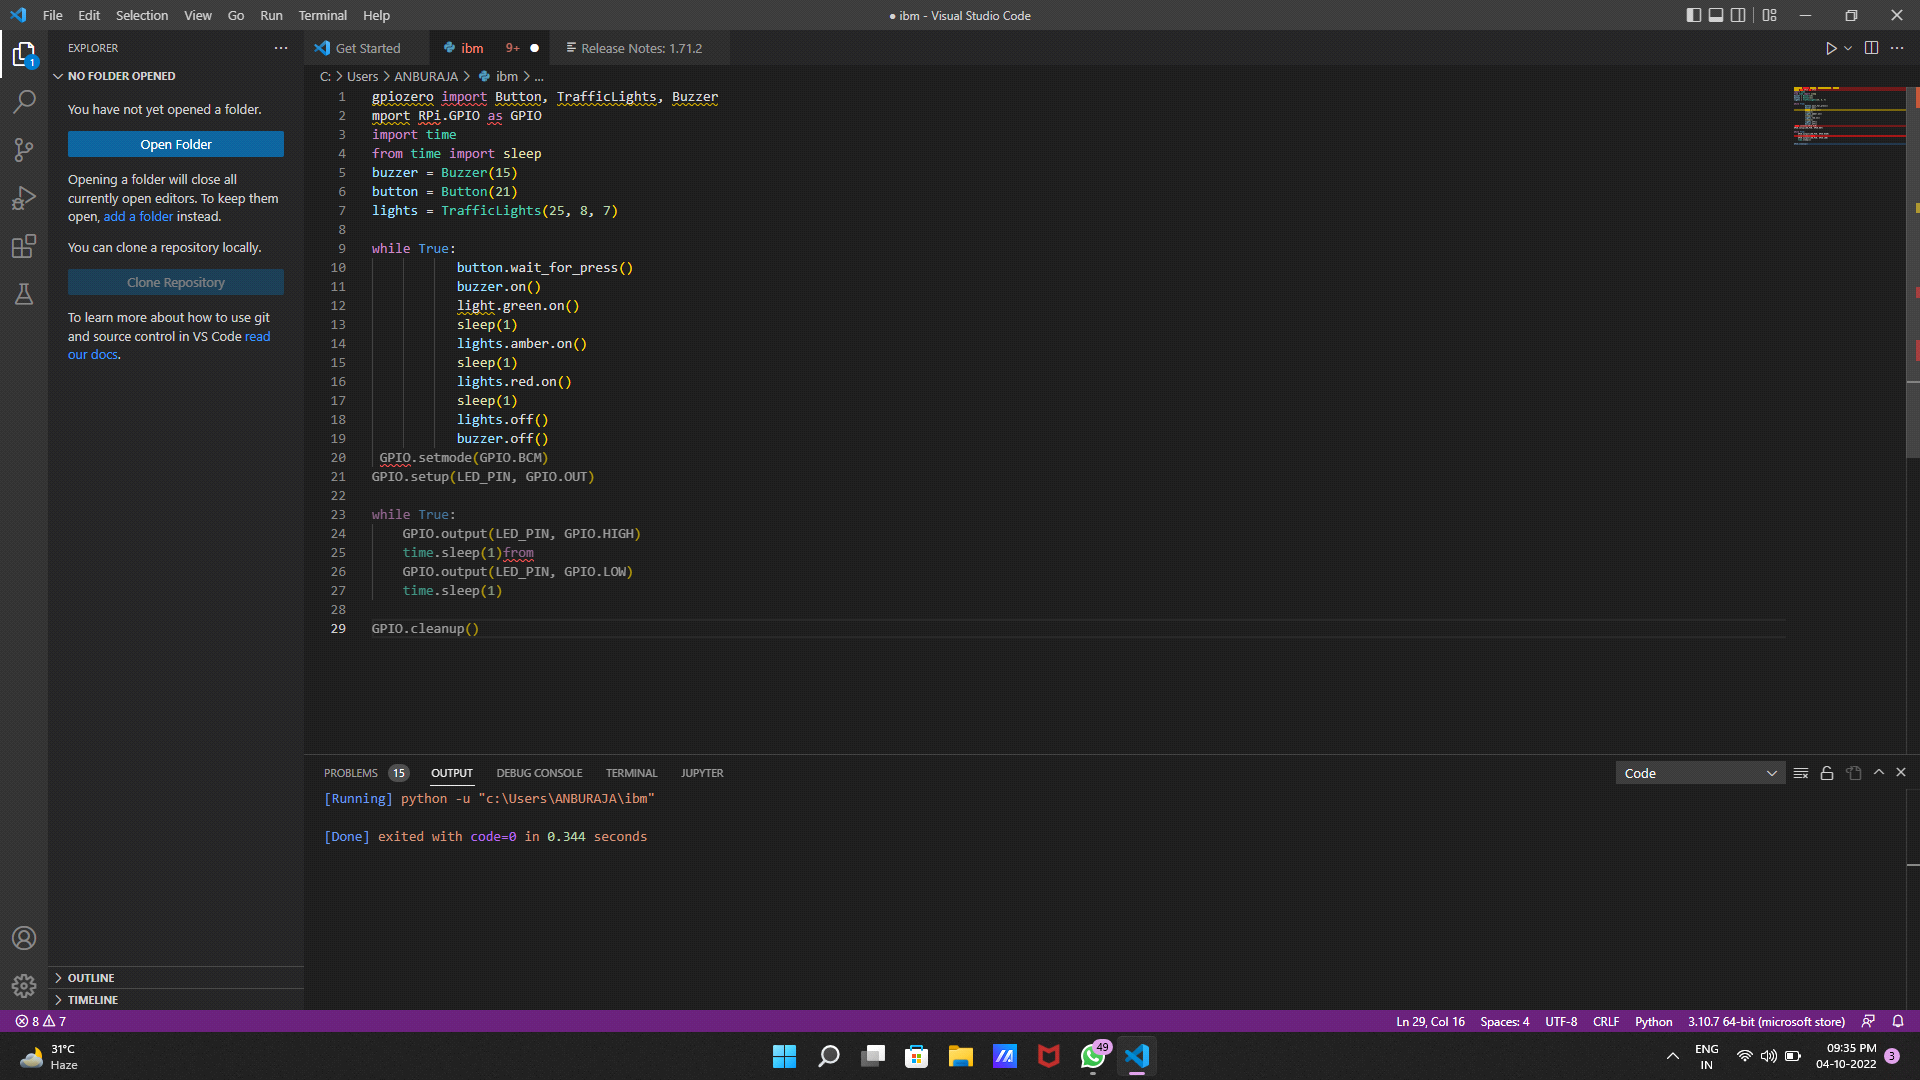 File Edit Selection View Go Run Terminal Help
● ibm - Visual Studio Code
EXPLORER
Get Started
ibm 9+
Release Notes: 1.71.2
1
NO FOLDER OPENED
You have not yet opened a folder.
Open Folder
Opening a folder will close all
currently open editors. To keep them
open, add a folder instead.
You can clone a repository locally.
Clone Repository
To learn more about how to use git
and source control in VS Code read
our docs.
OUTLINE
TIMELINE
C: > Users > ANBURAJA > ibm > ...
1 gpiozero import Button, TrafficLights, Buzzer
2 mport RPi.GPIO as GPIO
3 import time
4 from time import sleep
5 buzzer = Buzzer(15)
6 button = Button(21)
7 lights = TrafficLights(25, 8, 7)
8
9 while True:
10 button.wait_for_press()
11 buzzer.on()
12 light.green.on()
13 sleep(1)
14 lights.amber.on()
15 sleep(1)
16 lights.red.on()
17 sleep(1)
18 lights.off()
19 buzzer.off()
20 GPIO.setmode(GPIO.BCM)
21 GPIO.setup(LED_PIN, GPIO.OUT)
22
23 while True:
24 GPIO.output(LED_PIN, GPIO.HIGH)
25 time.sleep(1)from
26 GPIO.output(LED_PIN, GPIO.LOW)
27 time.sleep(1)
28
29 GPIO.cleanup()
PROBLEMS 15 OUTPUT DEBUG CONSOLE TERMINAL JUPYTER
Code
[Running] python -u "c:\Users\ANBURAJA\ibm"
[Done] exited with code=0 in 0.344 seconds
8 7
Ln 29, Col 16 Spaces: 4 UTF-8 CRLF Python 3.10.7 64-bit (microsoft store)
31°C
Haze
49
ENG
IN
09:35 PM
04-10-2022
3